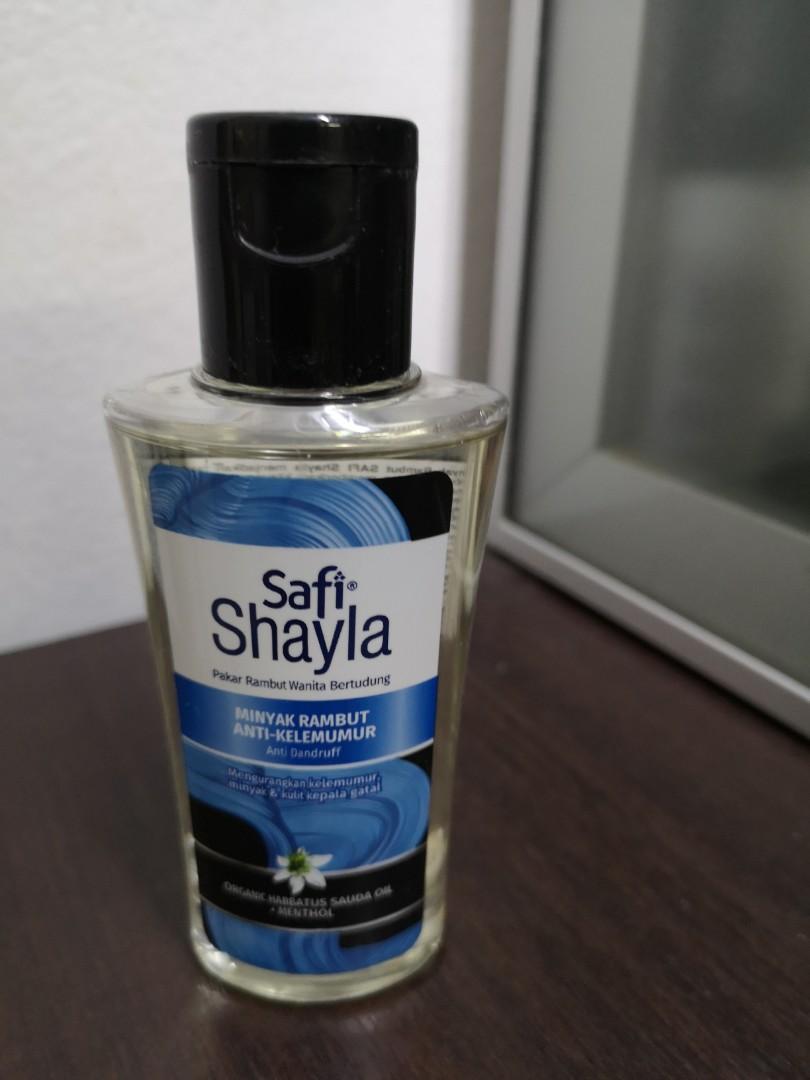 Safi®
Shayla
Pakar Rambut Wanita Bertudung
MINYAK RAMBUT
ANTI-KELEMUMUR
Anti Dandruff
Mengurangkan kelemumur,
minyak & kulit kepala gatal
ORGANIC HABBATUS SAUDA OIL
+ MENTHOL